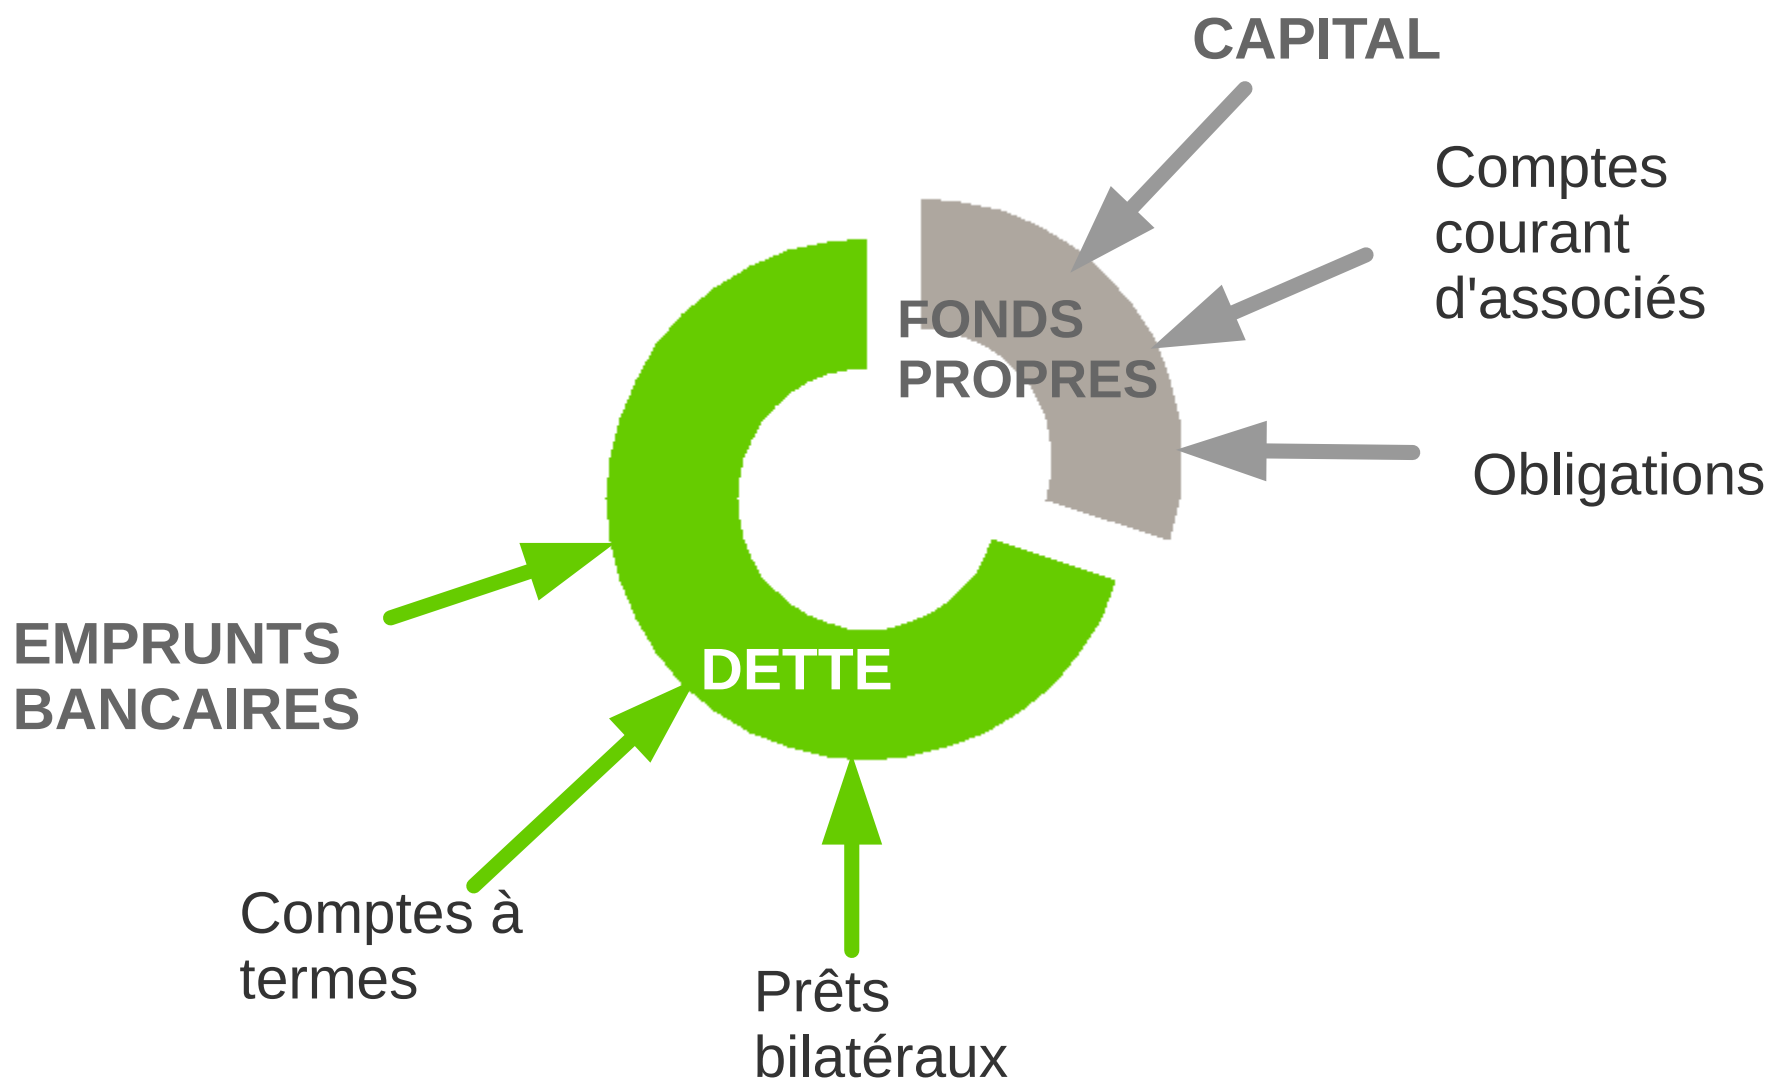 CAPITAL
Comptes
courant
d'associés
FONDS
PROPRES
Obligations
EMPRUNTS
BANCAIRES
DETTE
Comptes à
termes
Prêts
bilatéraux